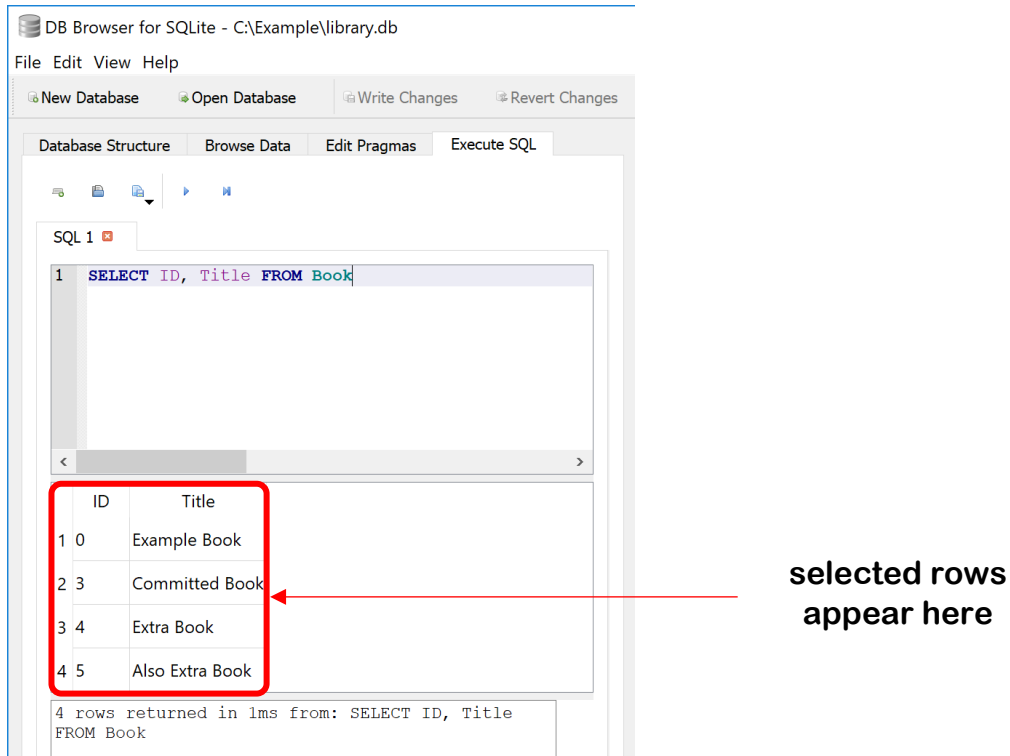 DB Browser for SQLite - C:\Example\library.db
File Edit View Help
New Database Open Database Write Changes Revert Changes
Database Structure Browse Data Edit Pragmas Execute SQL
SQL 1
1 SELECT ID, Title FROM Book
ID Title
1 0 Example Book
2 3 Committed Book
3 4 Extra Book
4 5 Also Extra Book
selected rows
appear here
4 rows returned in 1ms from: SELECT ID, Title
FROM Book